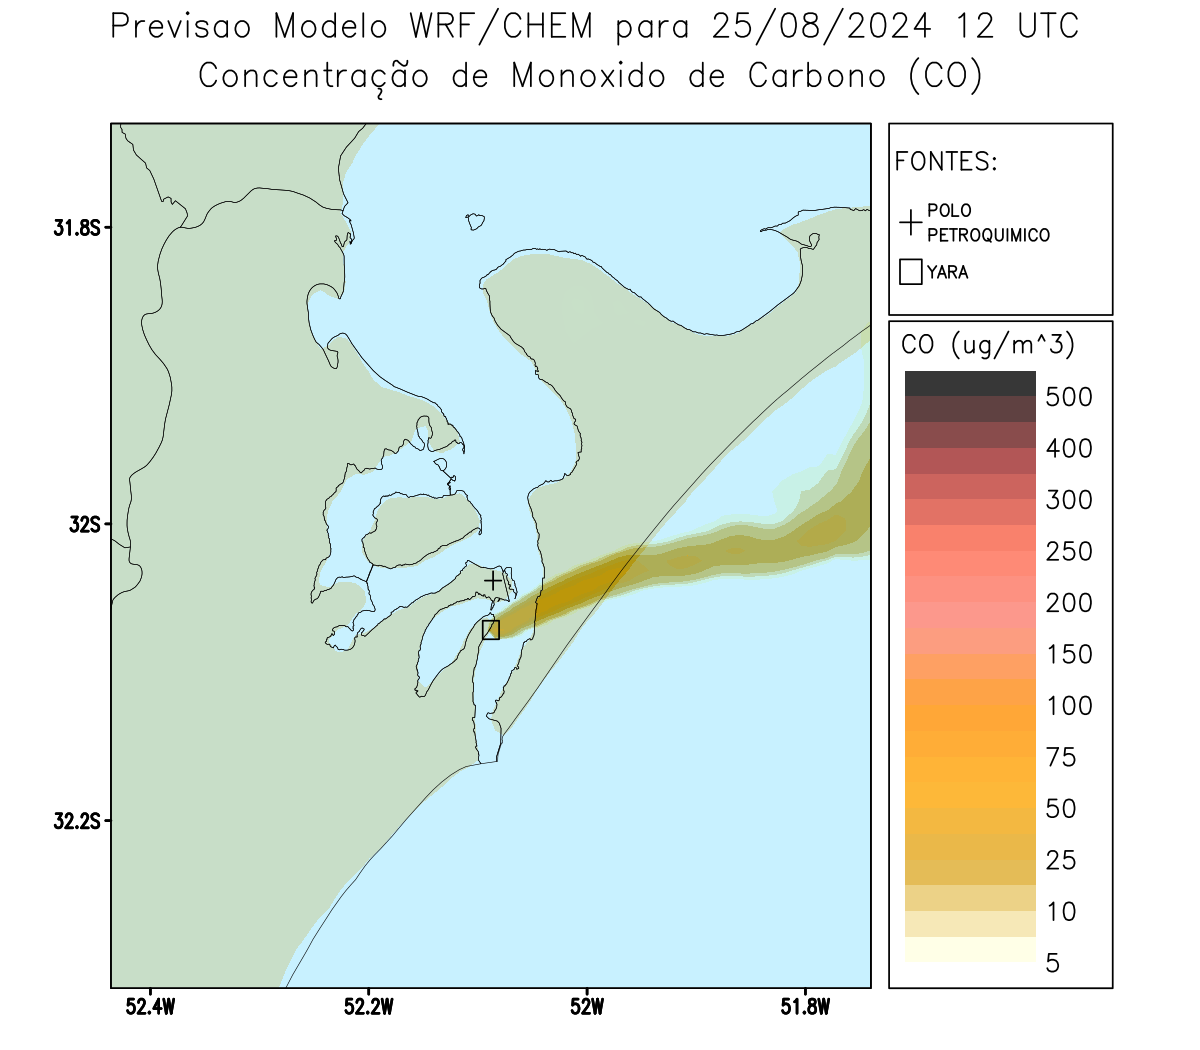 Previsao Modelo WRF/CHEM para 25/08/2024 12 UTC
Concentração de Monoxido de Carbono (CO)
FONTES:
POLO
PETROQUIMICO
YARA
CO (ug/m^3)
500
400
300
250
200
150
100
75
50
25
10
5
31.8S
32S
32.2S
52.4W
52.2W
52W
51.8W